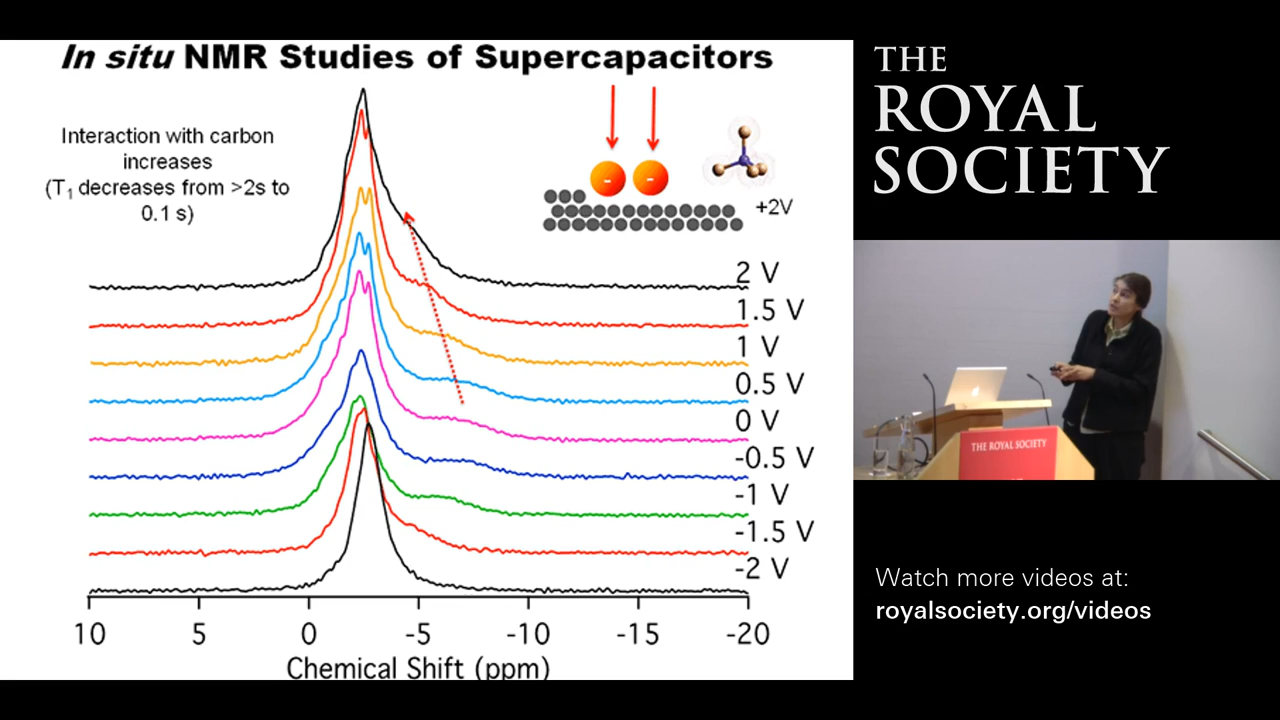 In situ NMR Studies of Supercapacitors
Interaction with carbon
increases
(T1 decreases from >2s to
0.1 s)
-
-
+2V
2 V
1.5 V
1 V
0.5 V
0 V
-0.5 V
-1 V
-1.5 V
-2 V
10 5 0 -5 -10 -15 -20
Chemical Shift (ppm)
THE
ROYAL
SOCIETY
THE ROYAL SOCIETY
Watch more videos at:
royalsociety.org/videos